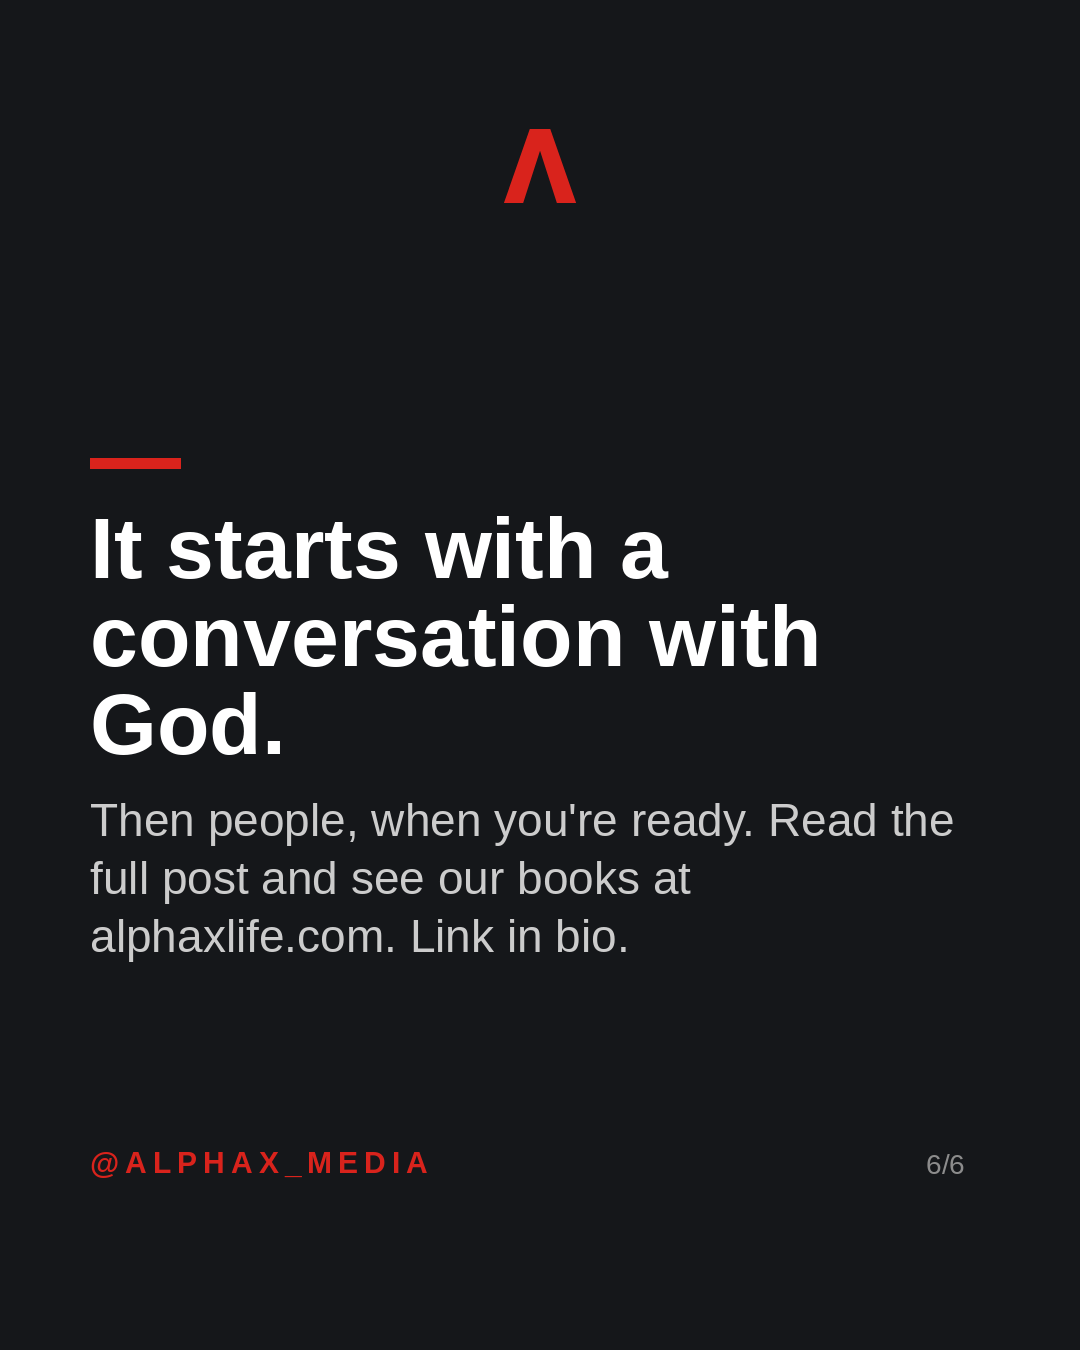 It starts with a
conversation with
God.
Then people, when you're ready. Read the
full post and see our books at
alphaxlife.com. Link in bio.
@ALPHAX_MEDIA
6/6